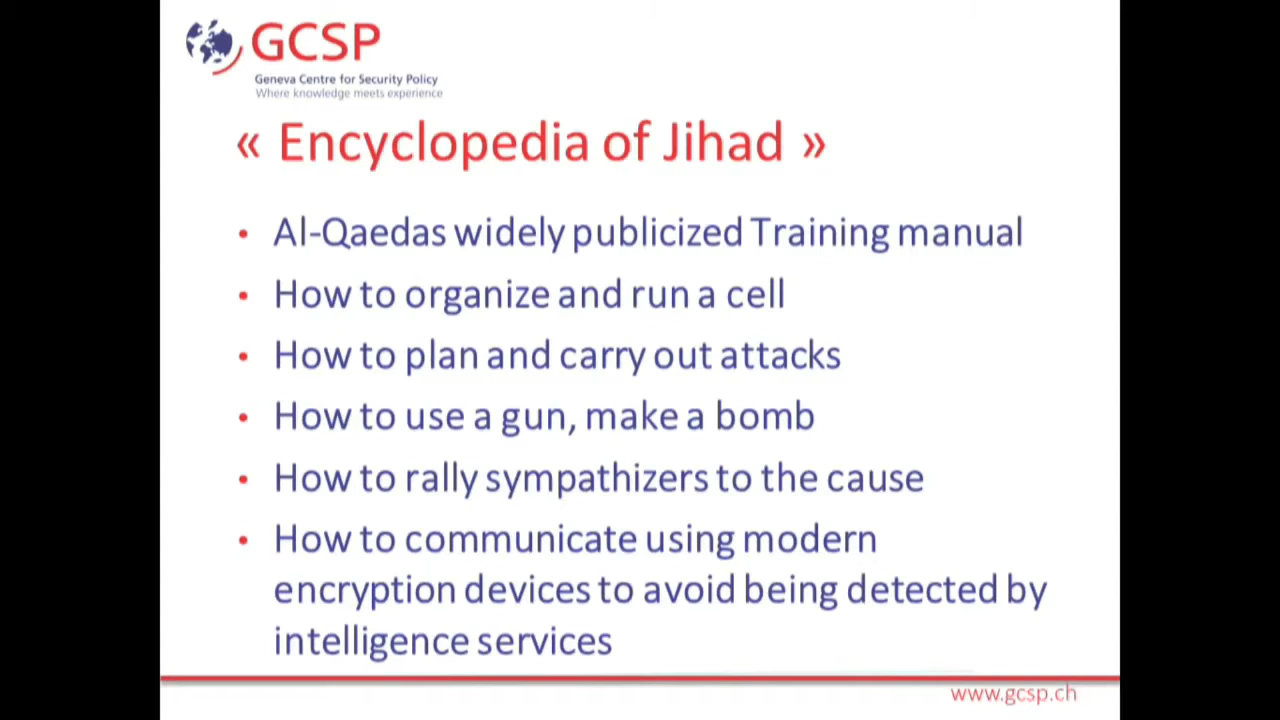 GCSP
Geneva Centre for Security Policy
Where knowledge meets experience
« Encyclopedia of Jihad »
• Al-Qaedas widely publicized Training manual
• How to organize and run a cell
• How to plan and carry out attacks
• How to use a gun, make a bomb
• How to rally sympathizers to the cause
• How to communicate using modern
encryption devices to avoid being detected by
intelligence services
www.gcsp.ch